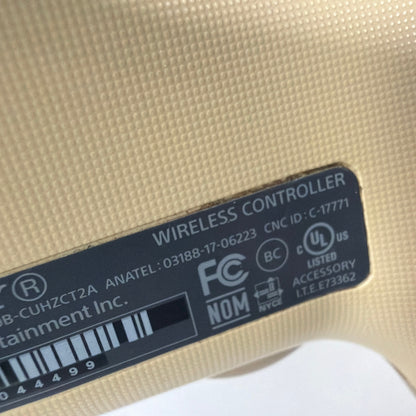 WIRELESS CONTROLLER
®
CUHZCT2A ANATEL: 03188-17-06223 CNC ID: C-17771
tainment Inc.
FC
BC
C UL US
LISTED
NOM
NYCE
ACCESSORY
I.T.E.E73362
044499